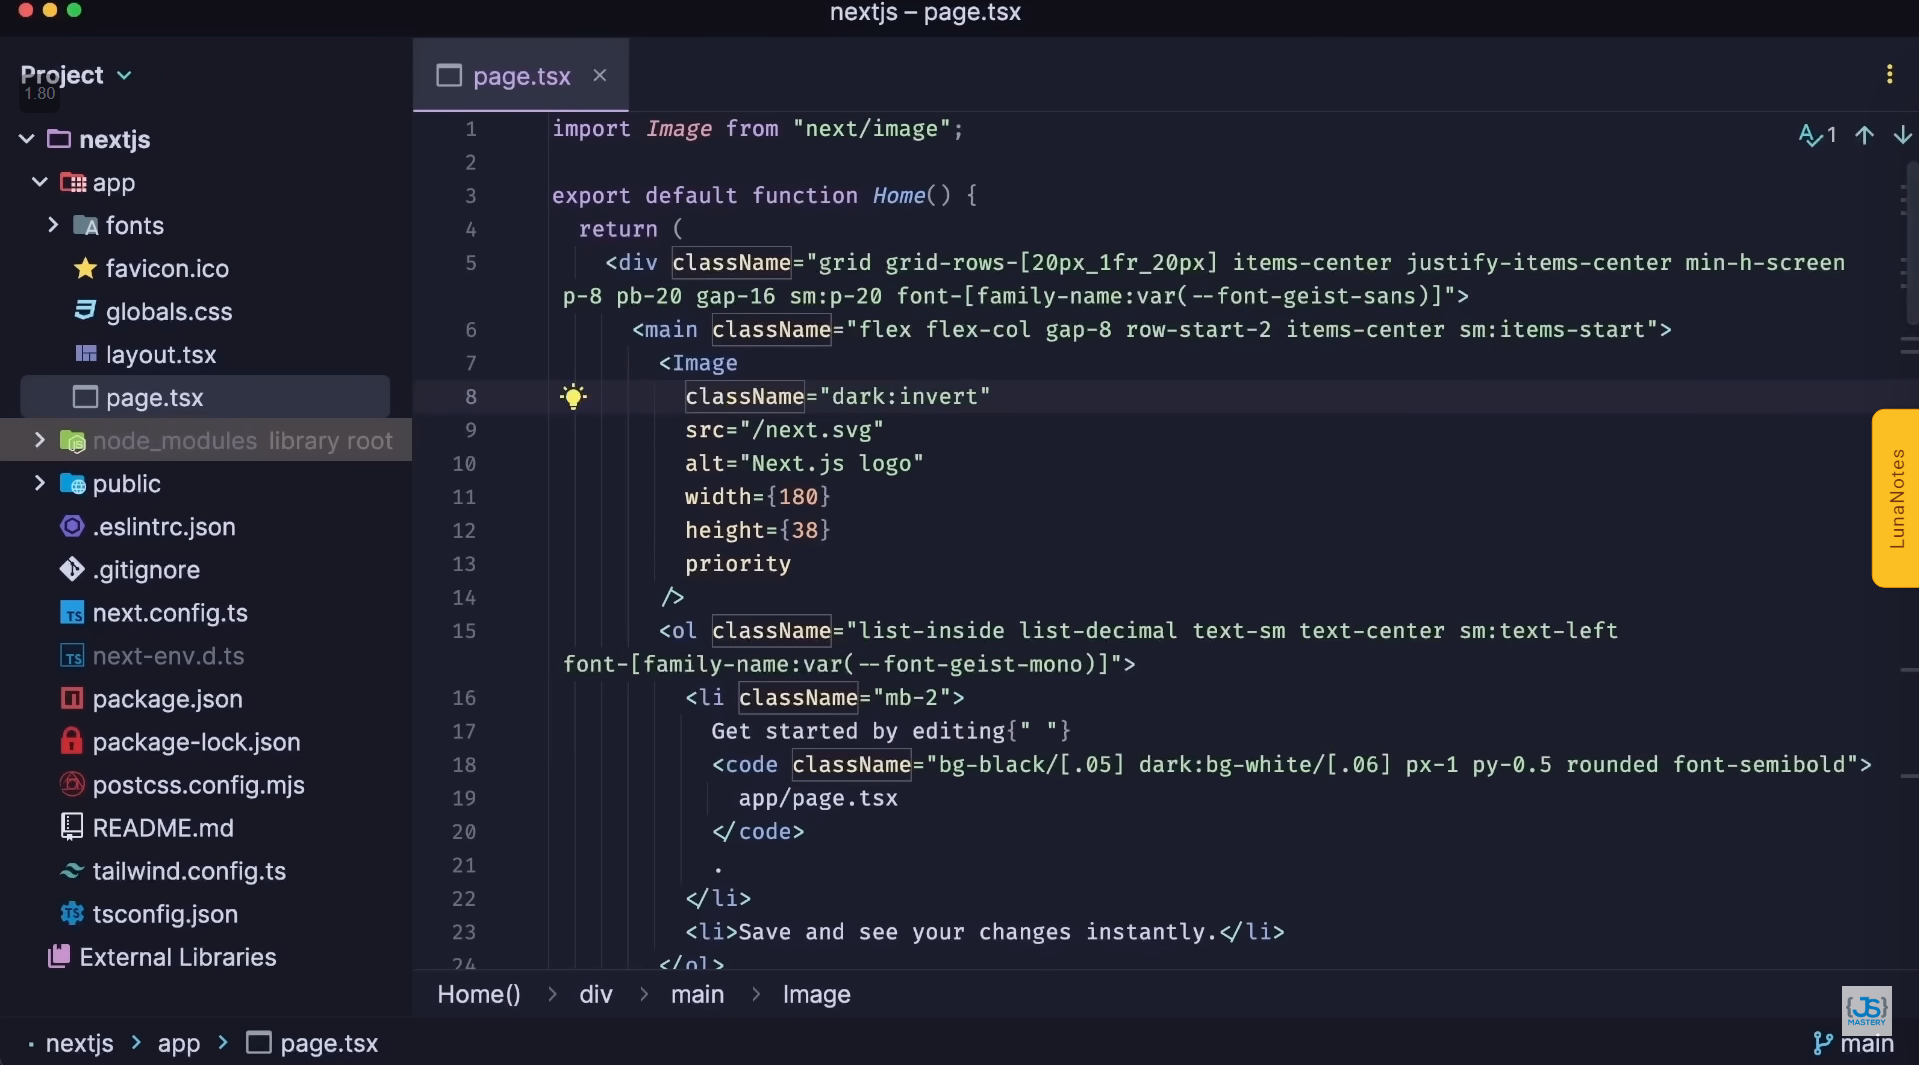 nextjs – page.tsx
Project
1.80
nextjs
app
fonts
favicon.ico
globals.css
layout.tsx
page.tsx
node_modules library root
public
.eslintrc.json
.gitignore
next.config.ts
next-env.d.ts
package.json
package-lock.json
postcss.config.mjs
README.md
tailwind.config.ts
tsconfig.json
External Libraries
page.tsx
1
1 import Image from "next/image";
2
3 export default function Home() {
4 return (
5 <div className="grid grid-rows-[20px_1fr_20px] items-center justify-items-center min-h-screen
p-8 pb-20 gap-16 sm:p-20 font-[family-name:var(--font-geist-sans)]">
6 <main className="flex flex-col gap-8 row-start-2 items-center sm:items-start">
7 <Image
8 className="dark:invert"
9 src="/next.svg"
10 alt="Next.js logo"
11 width={180}
12 height={38}
13 priority
14 />
15 <ol className="list-inside list-decimal text-sm text-center sm:text-left
font-[family-name:var(--font-geist-mono)]">
16 <li className="mb-2">
17 Get started by editing{" "}
18 <code className="bg-black/[.05] dark:bg-white/[.06] px-1 py-0.5 rounded font-semibold">
19 app/page.tsx
20 </code>
21 .
22 </li>
23 <li>Save and see your changes instantly.</li>
24 </ol>
LunaNotes
Home() > div > main > Image
{JS}
MASTERY
nextjs > app > page.tsx
main